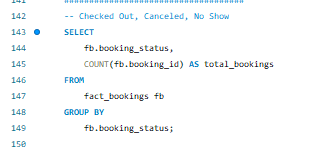 141 ####################################
142 -- Checked Out, Canceled, No Show
143 SELECT
144 fb.booking_status,
145 COUNT(fb.booking_id) AS total_bookings
146 FROM
147 fact_bookings fb
148 GROUP BY
149 fb.booking_status;
150